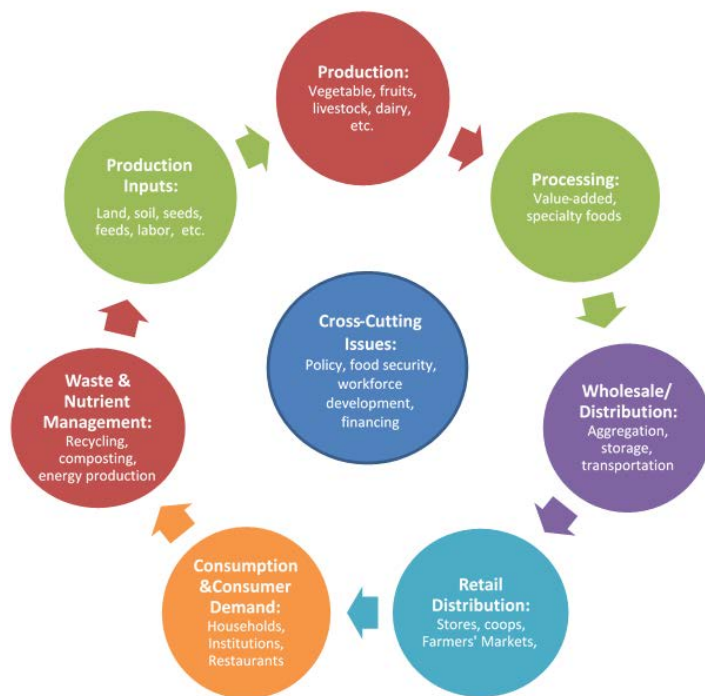 Production:
Vegetable, fruits,
livestock, dairy,
etc.
Processing:
Value-added,
specialty foods
Wholesale/
Distribution:
Aggregation,
storage,
transportation
Retail
Distribution:
Stores, coops,
Farmers' Markets,
Consumption
&Consumer
Demand:
Households,
Institutions,
Restaurants
Waste &
Nutrient
Management:
Recycling,
composting,
energy production
Production
Inputs:
Land, soil, seeds,
feeds, labor, etc.
Cross-Cutting
Issues:
Policy, food security,
workforce
development,
financing